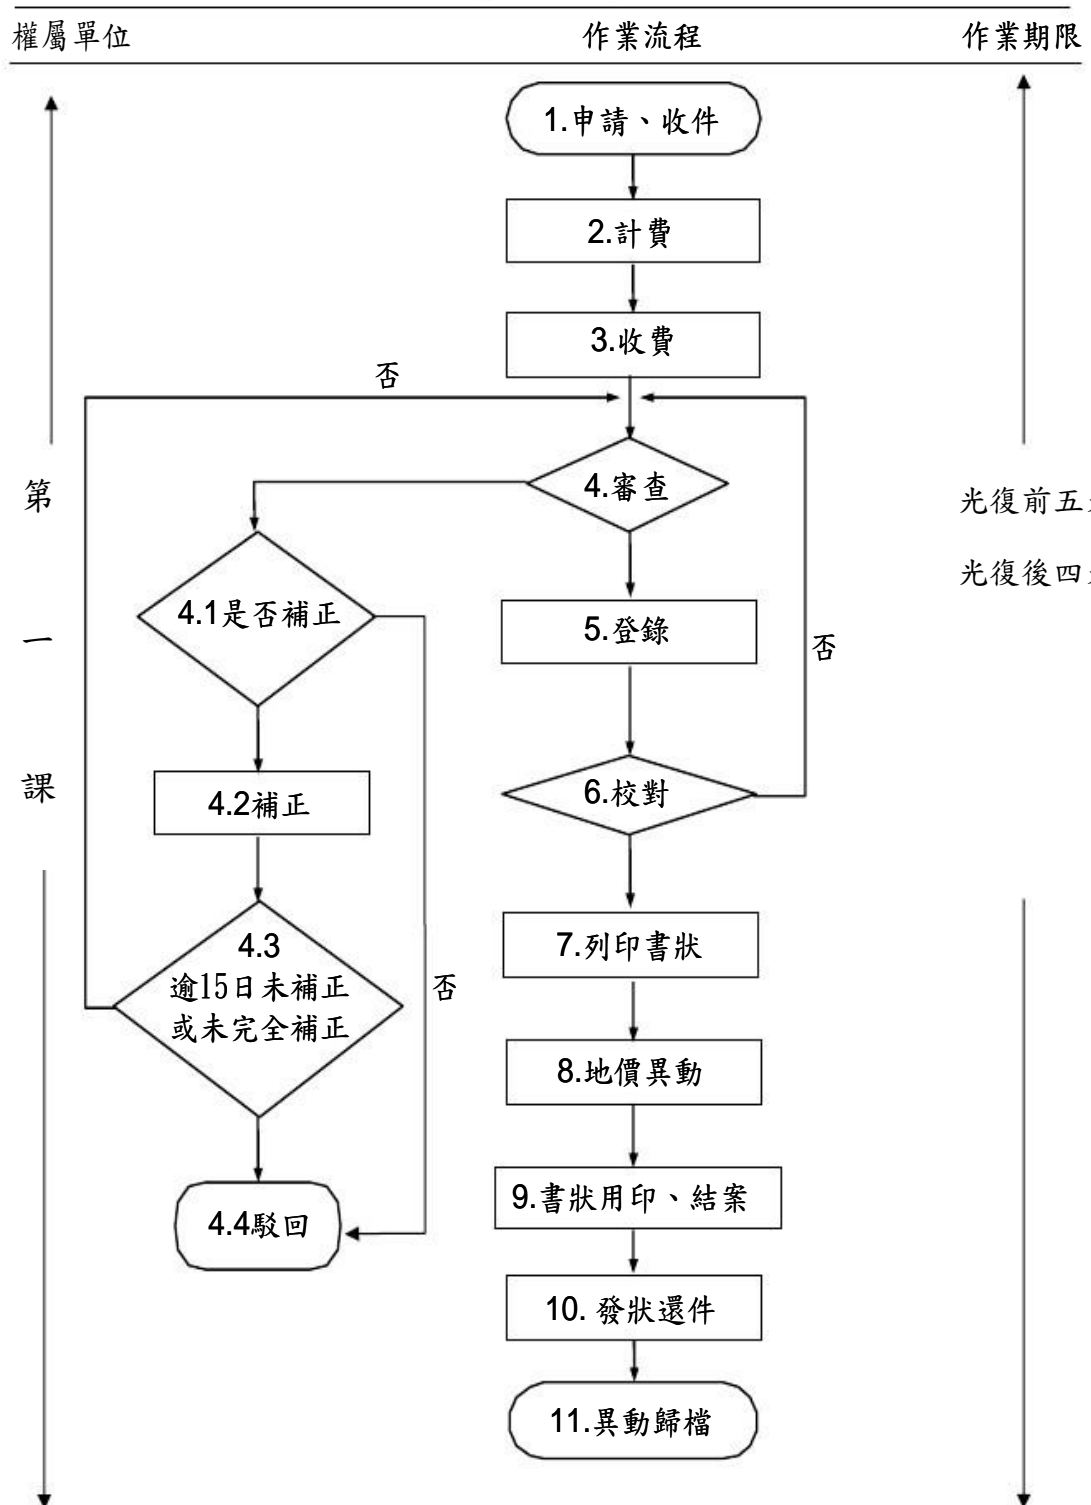 權屬單位 作業流程 作業期限
1.申請、收件
2.計費
3.收費
否
4.審查
第一課
光復前五
光復後四
4.1是否補正
5.登錄
否
4.2補正
6.校對
4.3
逾15日未補正
或未完全補正
否
7.列印書狀
8.地價異動
4.4駁回
9.書狀用印、結案
10. 發狀還件
11.異動歸檔